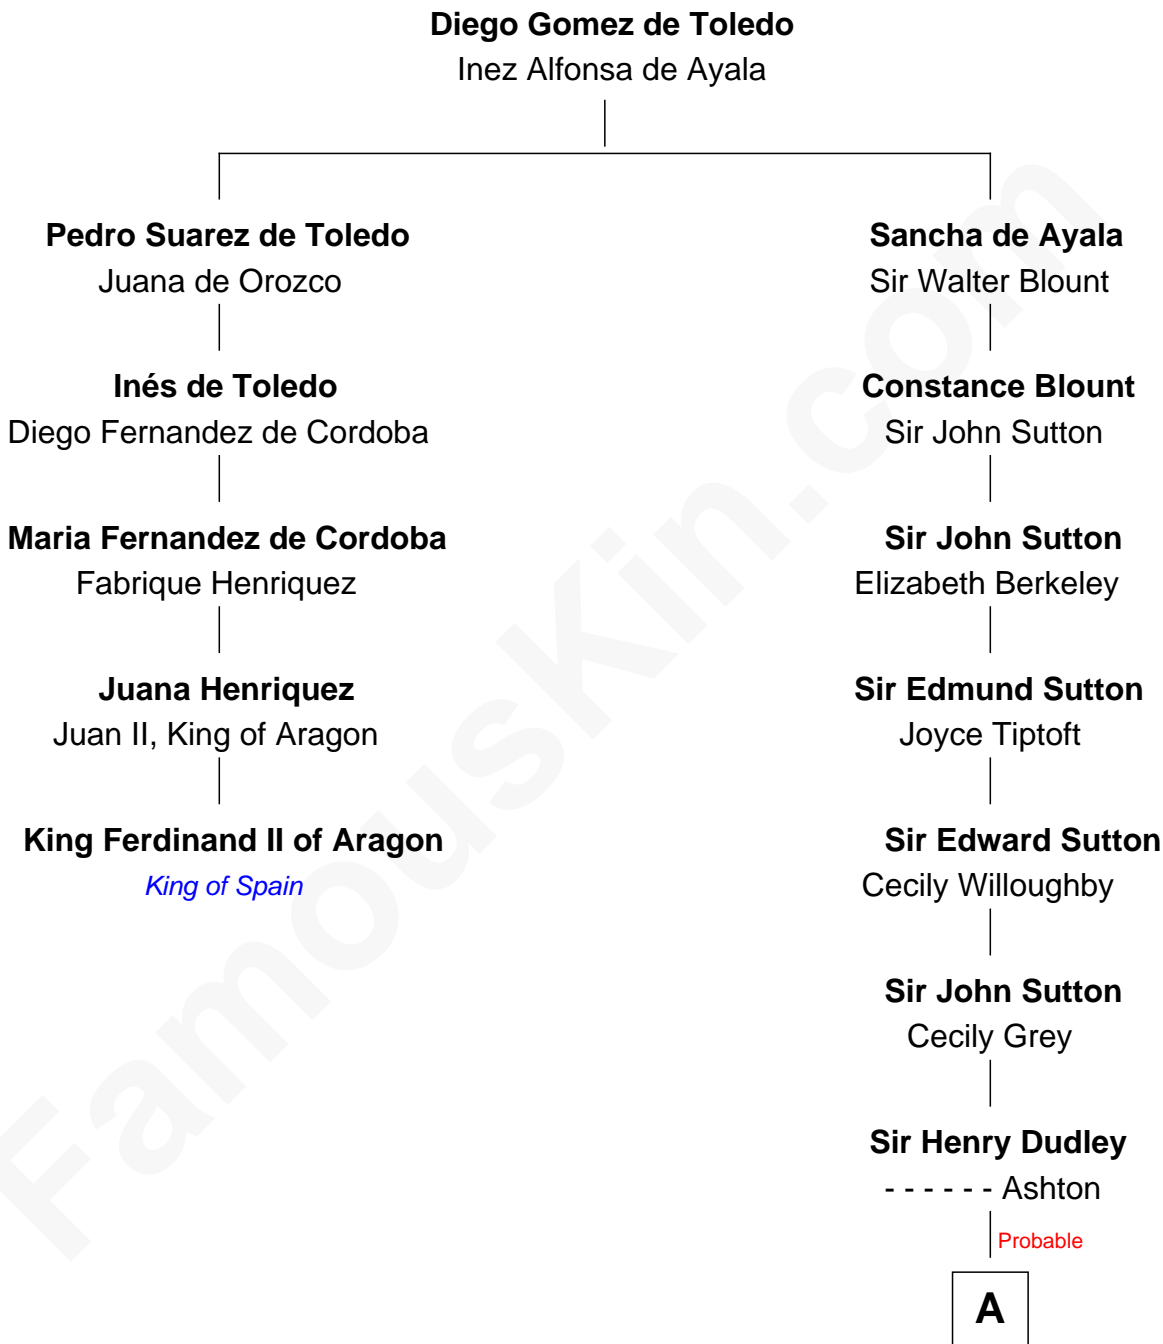 Diego Gomez de Toledo
Inez Alfonsa de Ayala
Pedro Suarez de Toledo
Juana de Orozco
Sancha de Ayala
Sir Walter Blount
Inés de Toledo
Diego Fernandez de Cordoba
Constance Blount
Sir John Sutton
Maria Fernandez de Cordoba
Fabrique Henriquez
Sir John Sutton
Elizabeth Berkeley
Juana Henriquez
Juan II, King of Aragon
Sir Edmund Sutton
Joyce Tiptoft
King Ferdinand II of Aragon
King of Spain
Sir Edward Sutton
Cecily Willoughby
Sir John Sutton
Cecily Grey
Sir Henry Dudley
- - - - - - Ashton
Probable
A
FamousKin.com